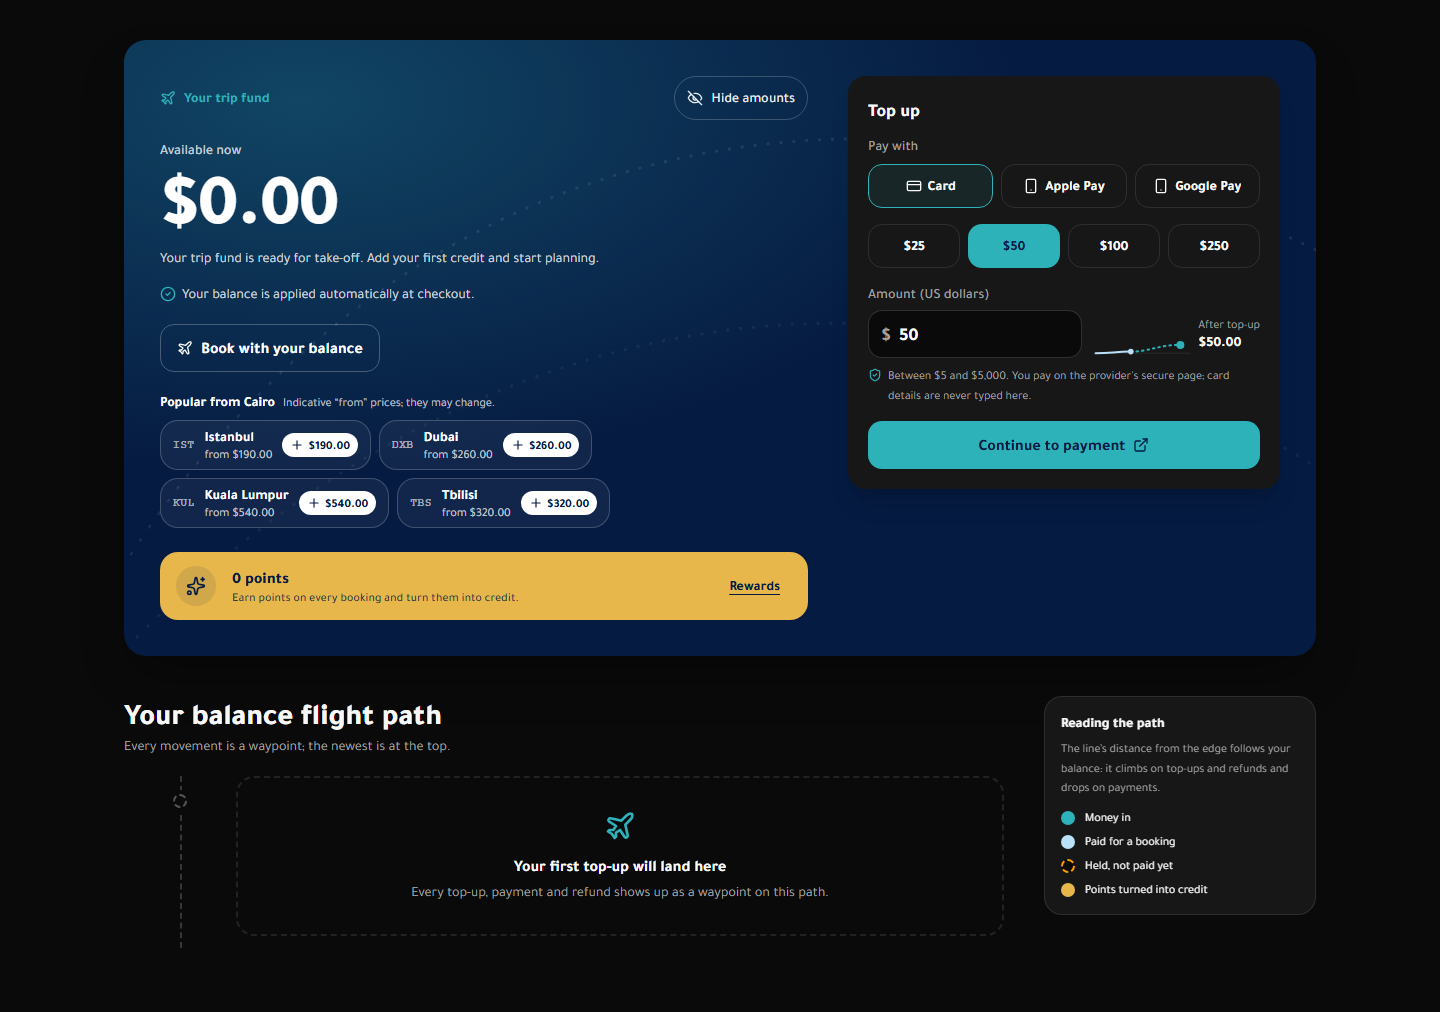 Your trip fund
Hide amounts
Available now
$0.00
Your trip fund is ready for take-off. Add your first credit and start planning.
Your balance is applied automatically at checkout.
Book with your balance
Popular from Cairo Indicative "from" prices; they may change.
IST Istanbul from $190.00 + $190.00
DXB Dubai from $260.00 + $260.00
KUL Kuala Lumpur from $540.00 + $540.00
TBS Tbilisi from $320.00 + $320.00
0 points
Earn points on every booking and turn them into credit.
Rewards
Top up
Pay with
Card
Apple Pay
Google Pay
$25
$50
$100
$250
Amount (US dollars)
$ 50
After top-up
$50.00
Between $5 and $5,000. You pay on the provider's secure page; card
details are never typed here.
Continue to payment
Your balance flight path
Every movement is a waypoint; the newest is at the top.
Your first top-up will land here
Every top-up, payment and refund shows up as a waypoint on this path.
Reading the path
The line's distance from the edge follows your
balance: it climbs on top-ups and refunds and
drops on payments.
Money in
Paid for a booking
Held, not paid yet
Points turned into credit